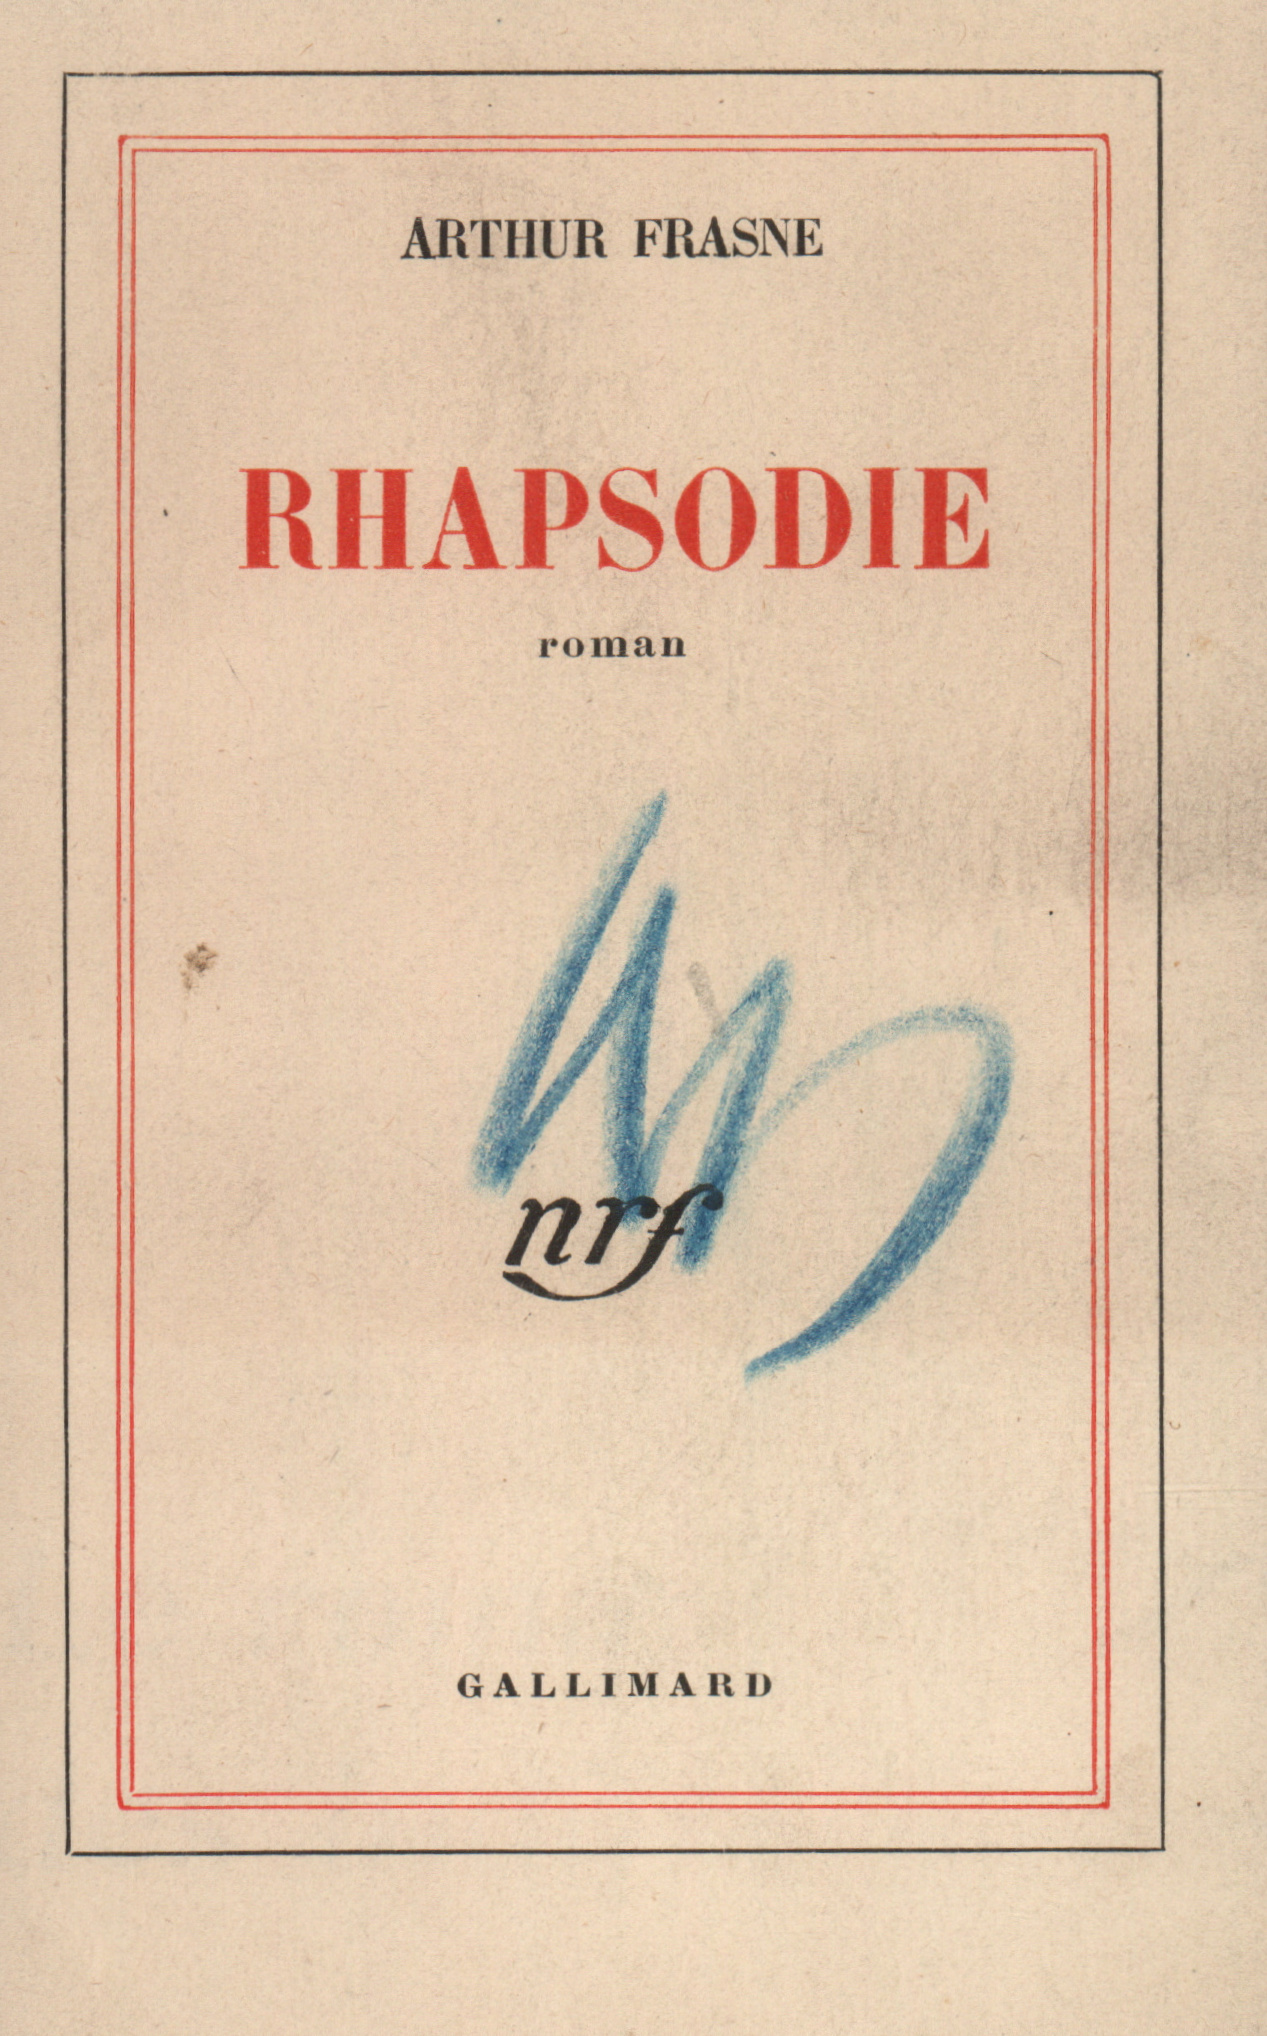 ARTHUR FRASNE
RHAPSODIE
roman
nrf
GALLIMARD